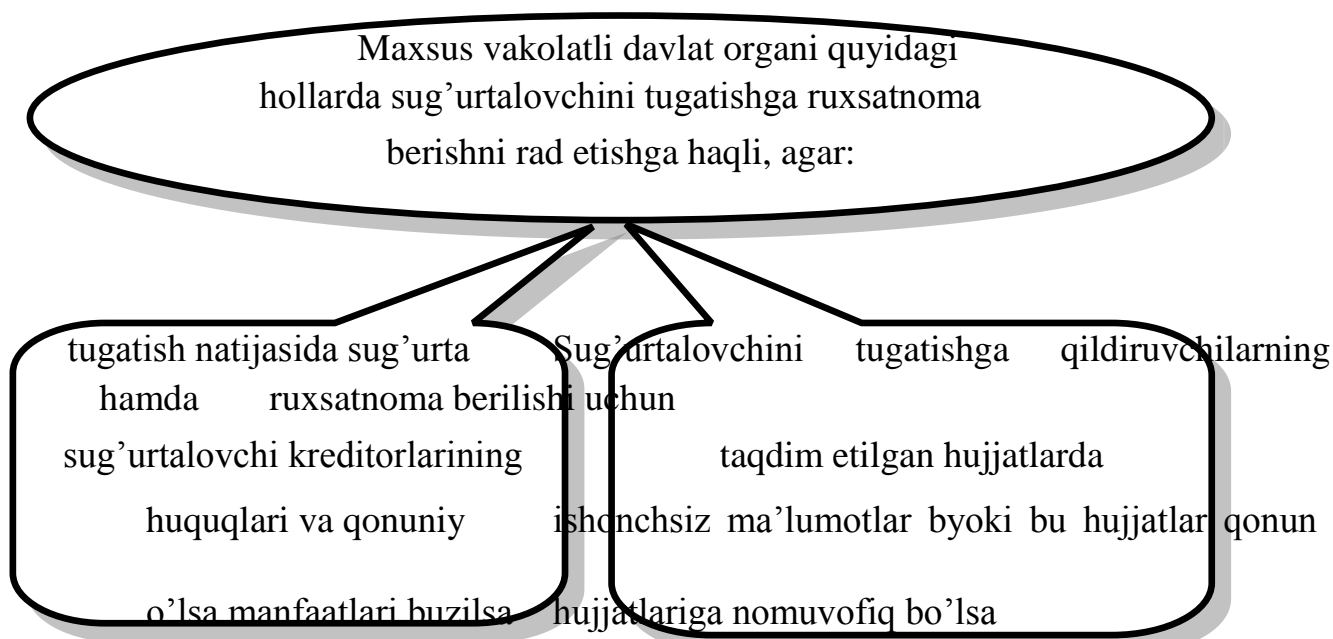 Maxsus vakolatli davlat organi quyidagi
hollarda sug’urtalovchini tugatishga ruxsatnoma
berishni rad etishga haqli, agar:
tugatish natijasida sug’urta Sug’urtalovchini tugatishga qildiruvchilarning
hamda ruxsatnoma berilishi uchun
sug’urtalovchi kreditorlarining taqdim etilgan hujjatlarda
huquqlari va qonuniy ishonchsiz ma’lumotlar byoki bu hujjatlar qonun
o’lsa manfaatlari buzilsa hujjatlariga nomuvofiq bo’lsa